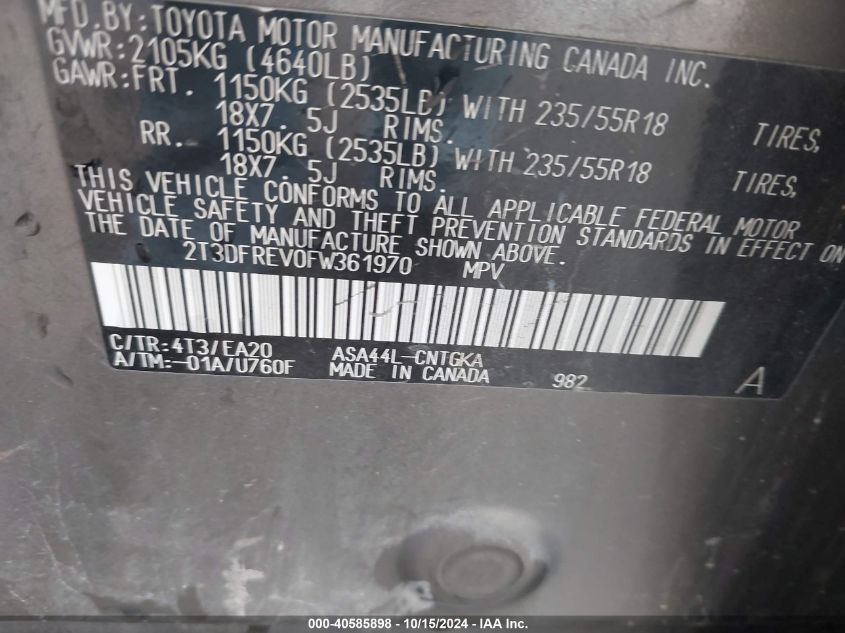 MFD.BY:TOYOTA MOTOR MANUFACTURING CANADA INC.
GVWR:2105KG (4640LB)
GAWR:FRT. 1150KG (2535LB) WITH 235/55R18 TIRES,
18X7. 5J RIMS.
RR. 1150KG (2535LB) WITH 235/55R18 TIRES,
18X7. 5J RIMS.
THIS VEHICLE CONFORMS TO ALL APPLICABLE FEDERAL MOTOR
VEHICLE SAFETY AND THEFT PREVENTION STANDARDS IN EFFECT ON
THE DATE OF MANUFACTURE SHOWN ABOVE.
2T3DFREV0FW361970 MPV
C/TR:4T3/EA20 ASA44L-CNTGKA
A/TM:-01A/U760F MADE IN CANADA 982 A
000-40585898 - 10/15/2024 - IAA Inc.